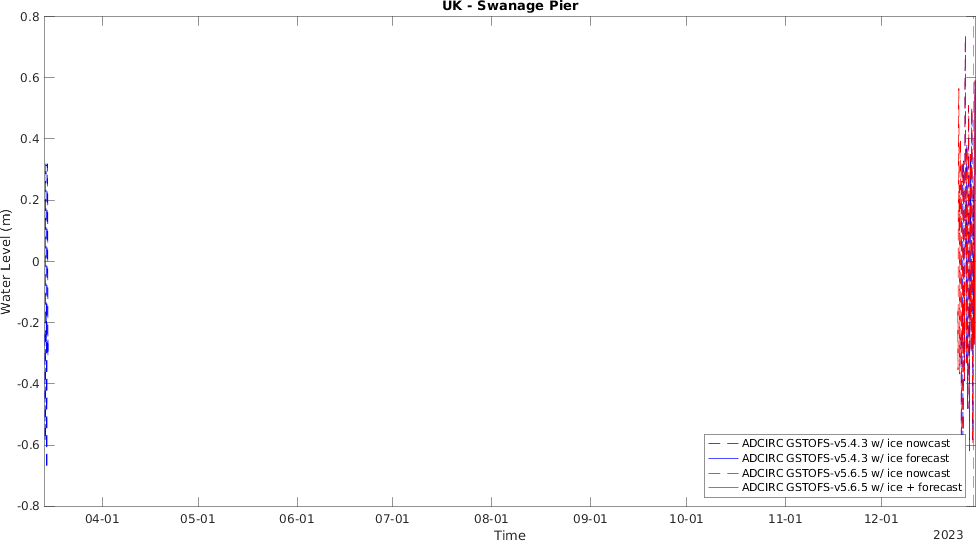 UK - Swanage Pier
0.8
0.6
0.4
0.2
0
-0.2
-0.4
-0.6
-0.8
Water Level (m)
04-01 05-01 06-01 07-01 08-01 09-01 10-01 11-01 12-01
Time
2023
ADCIRC GSTOFS-v5.4.3 w/ ice nowcast
ADCIRC GSTOFS-v5.4.3 w/ ice forecast
ADCIRC GSTOFS-v5.6.5 w/ ice nowcast
ADCIRC GSTOFS-v5.6.5 w/ ice + forecast